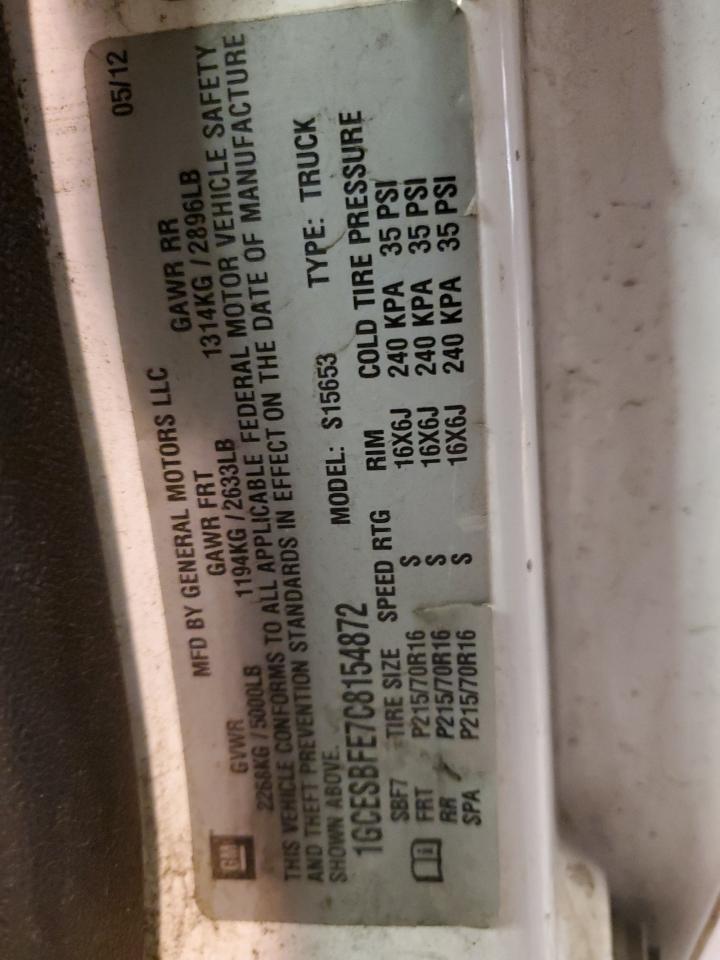 GM
MFD BY GENERAL MOTORS LLC 05/12
GVWR GAWR FRT GAWR RR
2268KG / 5000LB 1194KG / 2633LB 1314KG / 2896LB
THIS VEHICLE CONFORMS TO ALL APPLICABLE FEDERAL MOTOR VEHICLE SAFETY
AND THEFT PREVENTION STANDARDS IN EFFECT ON THE DATE OF MANUFACTURE
SHOWN ABOVE.
1GCESBFE7C8154872 MODEL: S15653 TYPE: TRUCK
SBF7 TIRE SIZE SPEED RTG RIM COLD TIRE PRESSURE
FRT P215/70R16 S 16X6J 240 KPA 35 PSI
RR P215/70R16 S 16X6J 240 KPA 35 PSI
SPA P215/70R16 S 16X6J 240 KPA 35 PSI